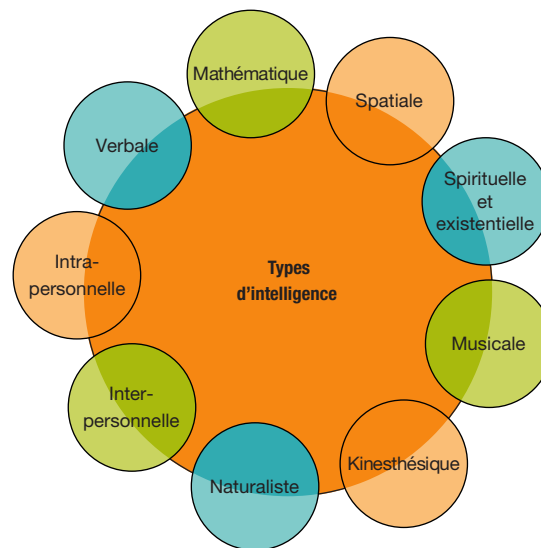 Mathématique
Spatiale
Verbale
Spirituelle et
existentielle
Intra-
personnelle
Types
d'intelligence
Musicale
Inter-
personnelle
Kinesthésique
Naturaliste